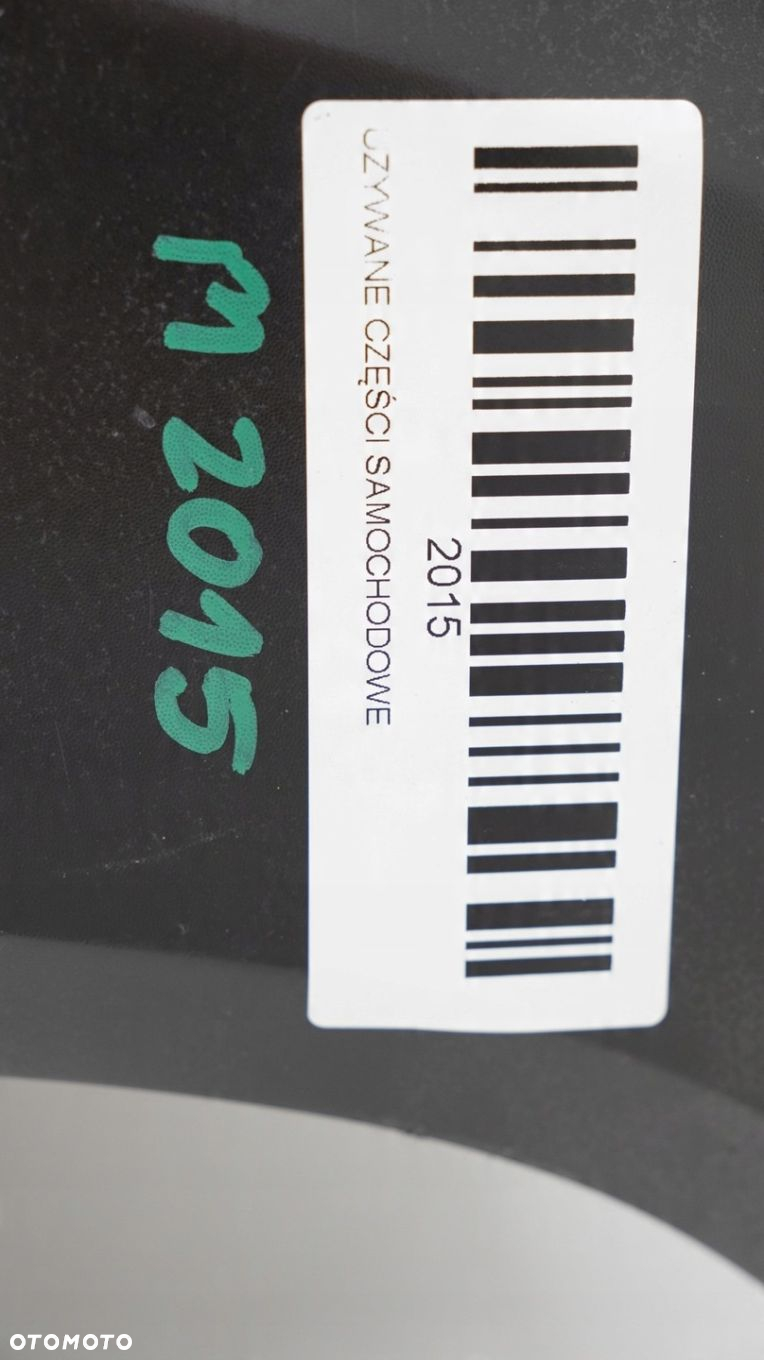 UŻYWANE CZĘŚCI SAMOCHODOWE
2015
M 2015
OTOMOTO